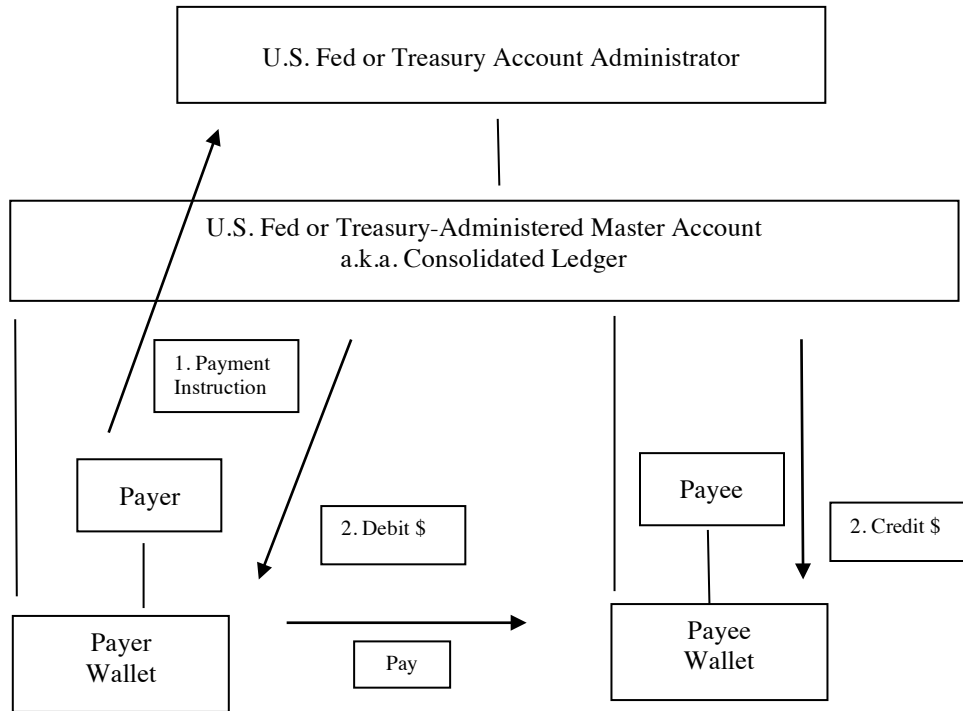 U.S. Fed or Treasury Account Administrator
U.S. Fed or Treasury-Administered Master Account
a.k.a. Consolidated Ledger
1. Payment
Instruction
Payer
Payee
2. Debit $
2. Credit $
Payer
Wallet
Pay
Payee
Wallet